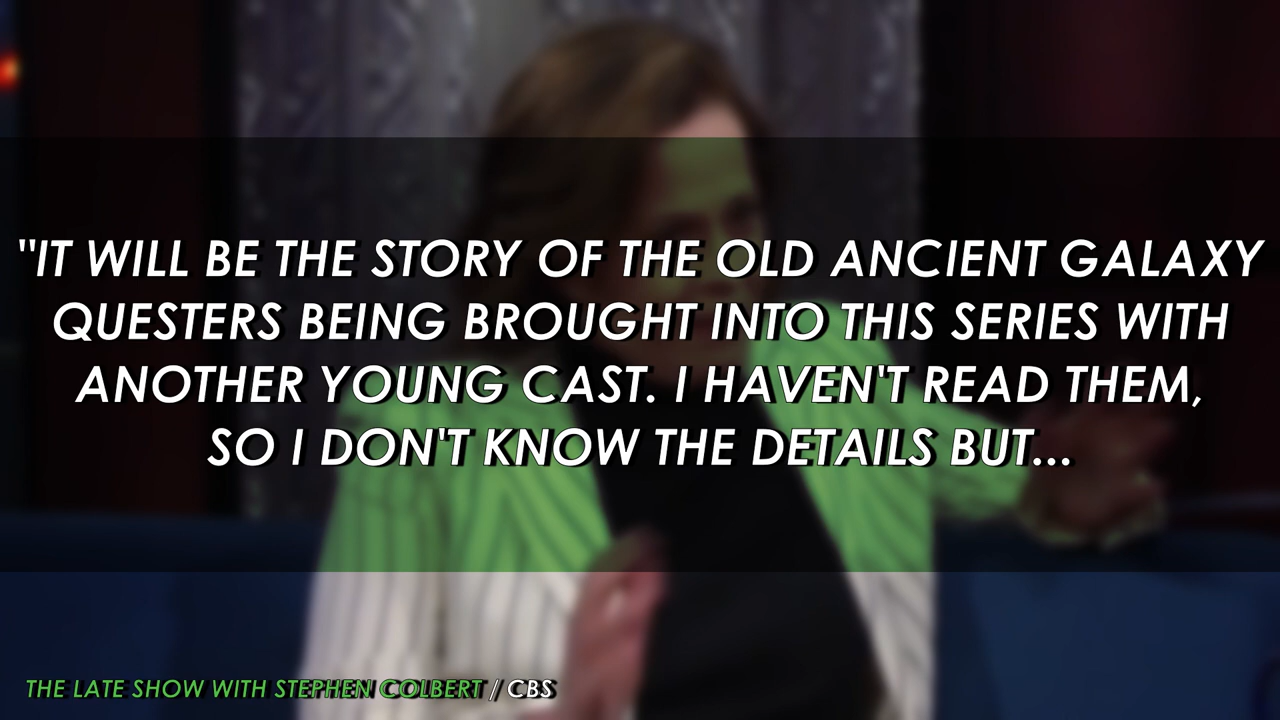 "IT WILL BE THE STORY OF THE OLD ANCIENT GALAXY
QUESTERS BEING BROUGHT INTO THIS SERIES WITH
ANOTHER YOUNG CAST. I HAVEN'T READ THEM,
SO I DON'T KNOW THE DETAILS BUT...
THE LATE SHOW WITH STEPHEN COLBERT / CBS